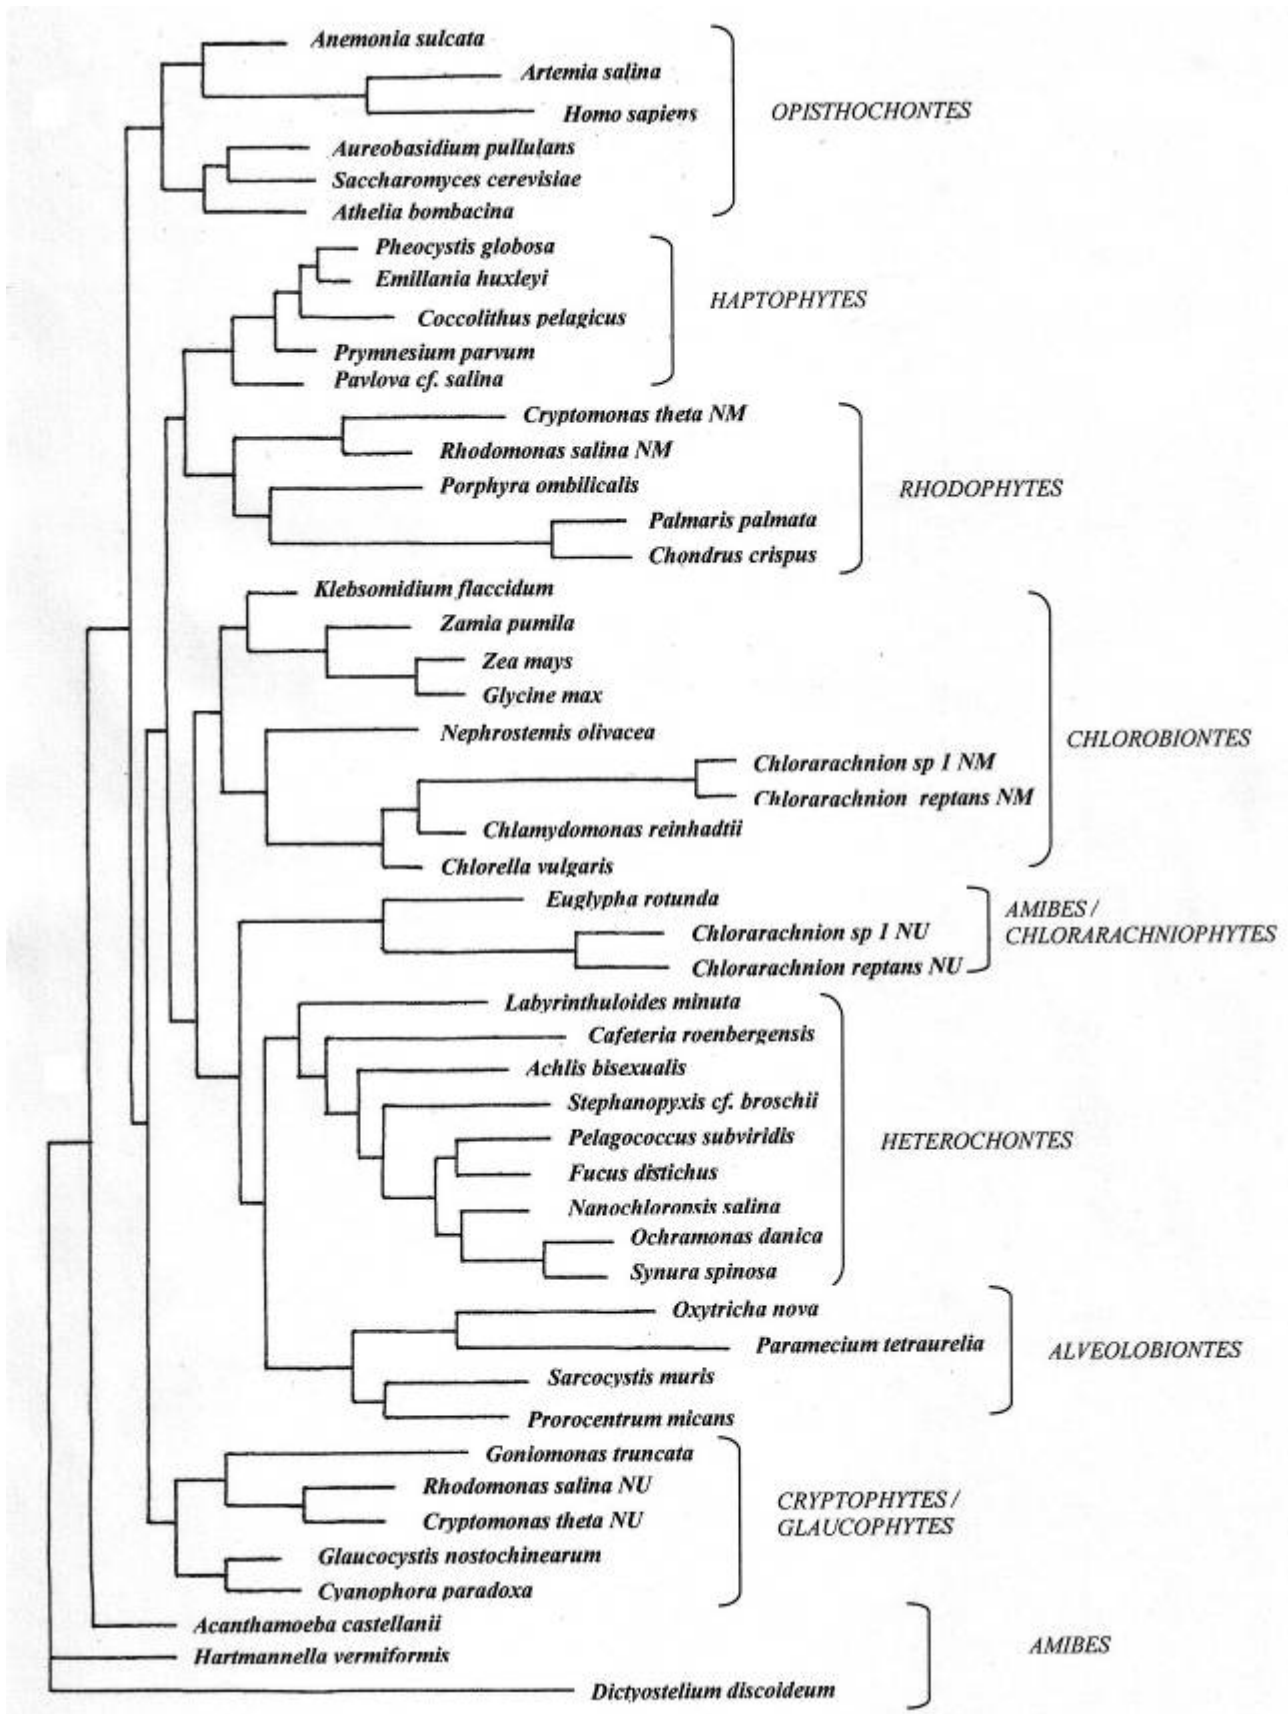 Anemonia sulcata
Artemia salina
Homo sapiens
OPISTHOCHONTES
Aureobasidium pullulans
Saccharomyces cerevisiae
Athelia bombacina
Pheocystis globosa
Emillania huxleyi
HAPTOPHYTES
Coccolithus pelagicus
Prymnesium parvum
Pavlova cf. salina
Cryptomonas theta NM
Rhodomonas salina NM
Porphyra ombilicalis
RHODOPHYTES
Palmaris palmata
Chondrus crispus
Klebsomidium flaccidum
Zamia pumila
Zea mays
Glycine max
Nephrostemis olivacea
CHLOROBIONTES
Chlorarachnion sp 1 NM
Chlorarachnion reptans NM
Chlamydomonas reinhadtii
Chlorella vulgaris
Euglypha rotunda
AMIBES /
CHLORARACHNIOPHYTES
Chlorarachnion sp 1 NU
Chlorarachnion reptans NU
Labyrinthuloides minuta
Cafeteria roenbergensis
Achlis bisexualis
Stephanopyxis cf. broschii
Pelagococcus subviridis
HETEROCHONTES
Fucus distichus
Nanochloropsis salina
Ochramonas danica
Synura spinosa
Oxytricha nova
Paramecium tetraurelia
ALVEOLOBIONTES
Sarcocystis muris
Prorocentrum micans
Goniomonas truncata
Rhodomonas salina NU
CRYPTOPHYTES /
GLAUCOPHYTES
Cryptomonas theta NU
Glaucocystis nostochinearum
Cyanophora paradoxa
Acanthamoeba castellanii
Hartmannella vermiformis
AMIBES
Dictyostelium discoideum